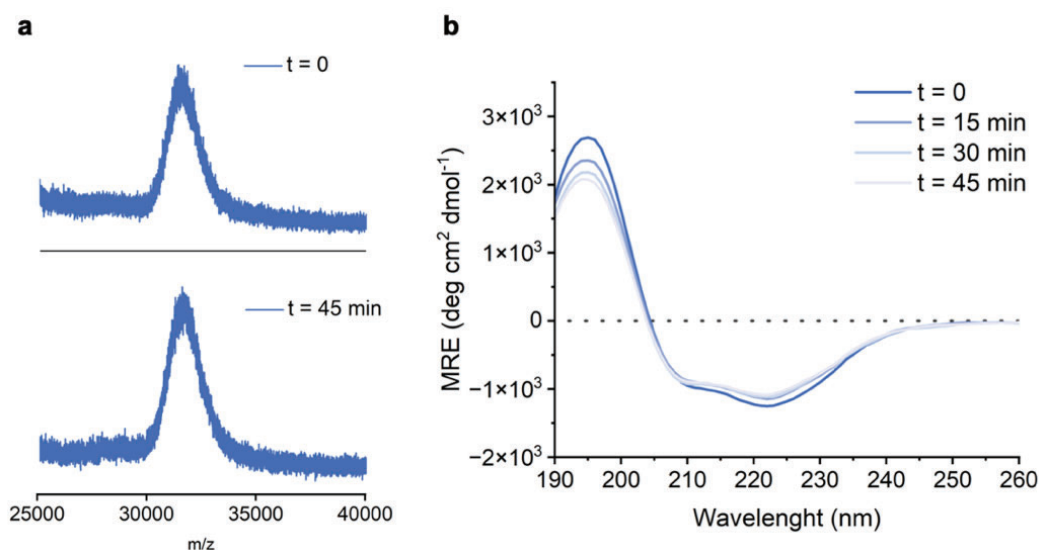 a
t = 0
t = 45 min
25000 30000 35000 40000
m/z
b
t = 0
t = 15 min
t = 30 min
t = 45 min
3×10³
2×10³
1×10³
0
−1×10³
−2×10³
MRE (deg cm² dmol⁻¹)
190 200 210 220 230 240 250 260
Wavelenght (nm)